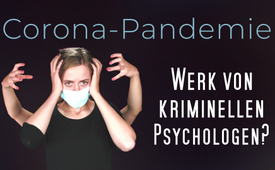 Corona-Pandemie
Werk von
kriminellen
Psychologen?